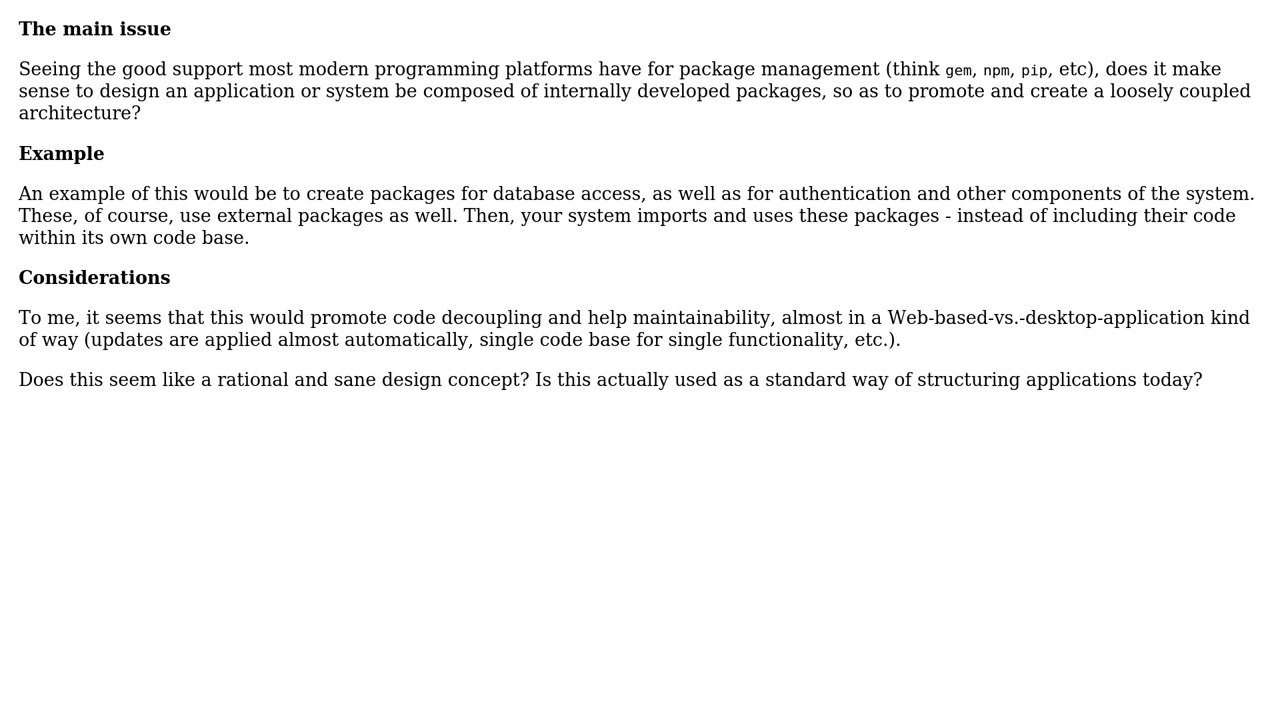 The main issue
Seeing the good support most modern programming platforms have for package management (think gem, npm, pip, etc), does it make
sense to design an application or system be composed of internally developed packages, so as to promote and create a loosely coupled
architecture?
Example
An example of this would be to create packages for database access, as well as for authentication and other components of the system.
These, of course, use external packages as well. Then, your system imports and uses these packages - instead of including their code
within its own code base.
Considerations
To me, it seems that this would promote code decoupling and help maintainability, almost in a Web-based-vs.-desktop-application kind
of way (updates are applied almost automatically, single code base for single functionality, etc.).
Does this seem like a rational and sane design concept? Is this actually used as a standard way of structuring applications today?